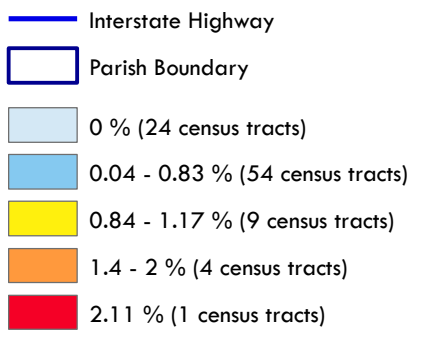 Interstate Highway
Parish Boundary
0 % (24 census tracts)
0.04 - 0.83 % (54 census tracts)
0.84 - 1.17 % (9 census tracts)
1.4 - 2 % (4 census tracts)
2.11 % (1 census tracts)